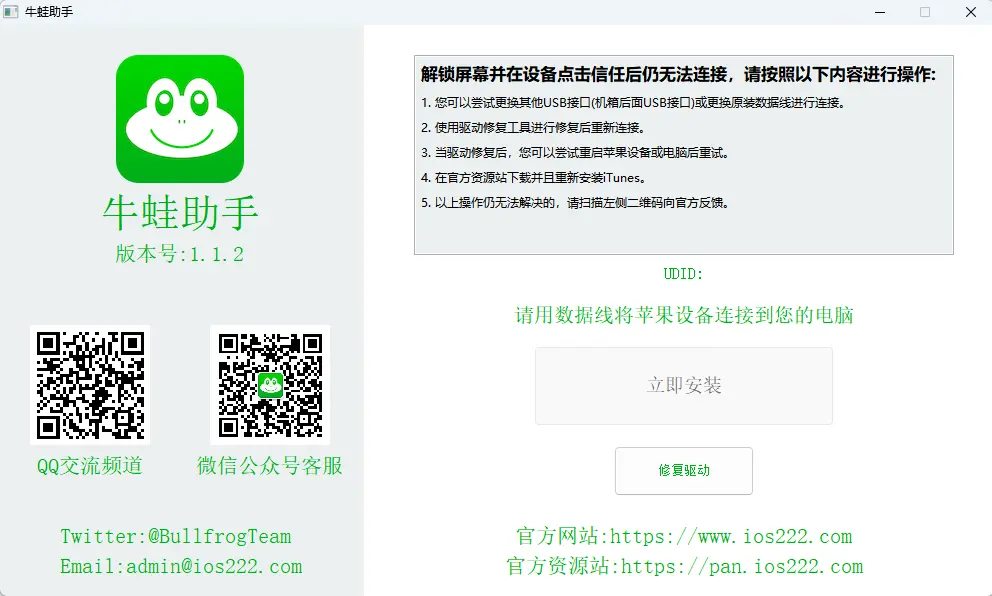 牛蛙助手
牛蛙助手
版本号:1.1.2
QQ交流频道
微信公众号客服
Twitter:@BullfrogTeam
Email:admin@ios222.com
解锁屏幕并在设备点击信任后仍无法连接，请按照以下内容进行操作:
1. 您可以尝试更换其他USB接口(机箱后面USB接口)或更换原装数据线进行连接。
2. 使用驱动修复工具进行修复后重新连接。
3. 当驱动修复后，您可以尝试重启苹果设备或电脑后重试。
4. 在官方资源站下载并且重新安装iTunes。
5. 以上操作仍无法解决的，请扫描左侧二维码向官方反馈。
UDID:
请用数据线将苹果设备连接到您的电脑
立即安装
修复驱动
官方网站:https://www.ios222.com
官方资源站:https://pan.ios222.com